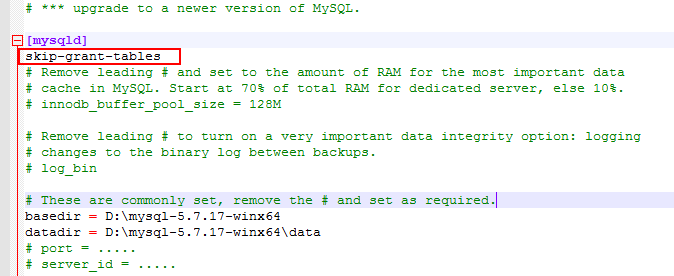 # *** upgrade to a newer version of MySQL.
[mysqld]
skip-grant-tables
# Remove leading # and set to the amount of RAM for the most important data
# cache in MySQL. Start at 70% of total RAM for dedicated server, else 10%.
# innodb_buffer_pool_size = 128M
# Remove leading # to turn on a very important data integrity option: logging
# changes to the binary log between backups.
# log_bin
# These are commonly set, remove the # and set as required.
basedir = D:\mysql-5.7.17-winx64
datadir = D:\mysql-5.7.17-winx64\data
# port = .....
# server_id = .....